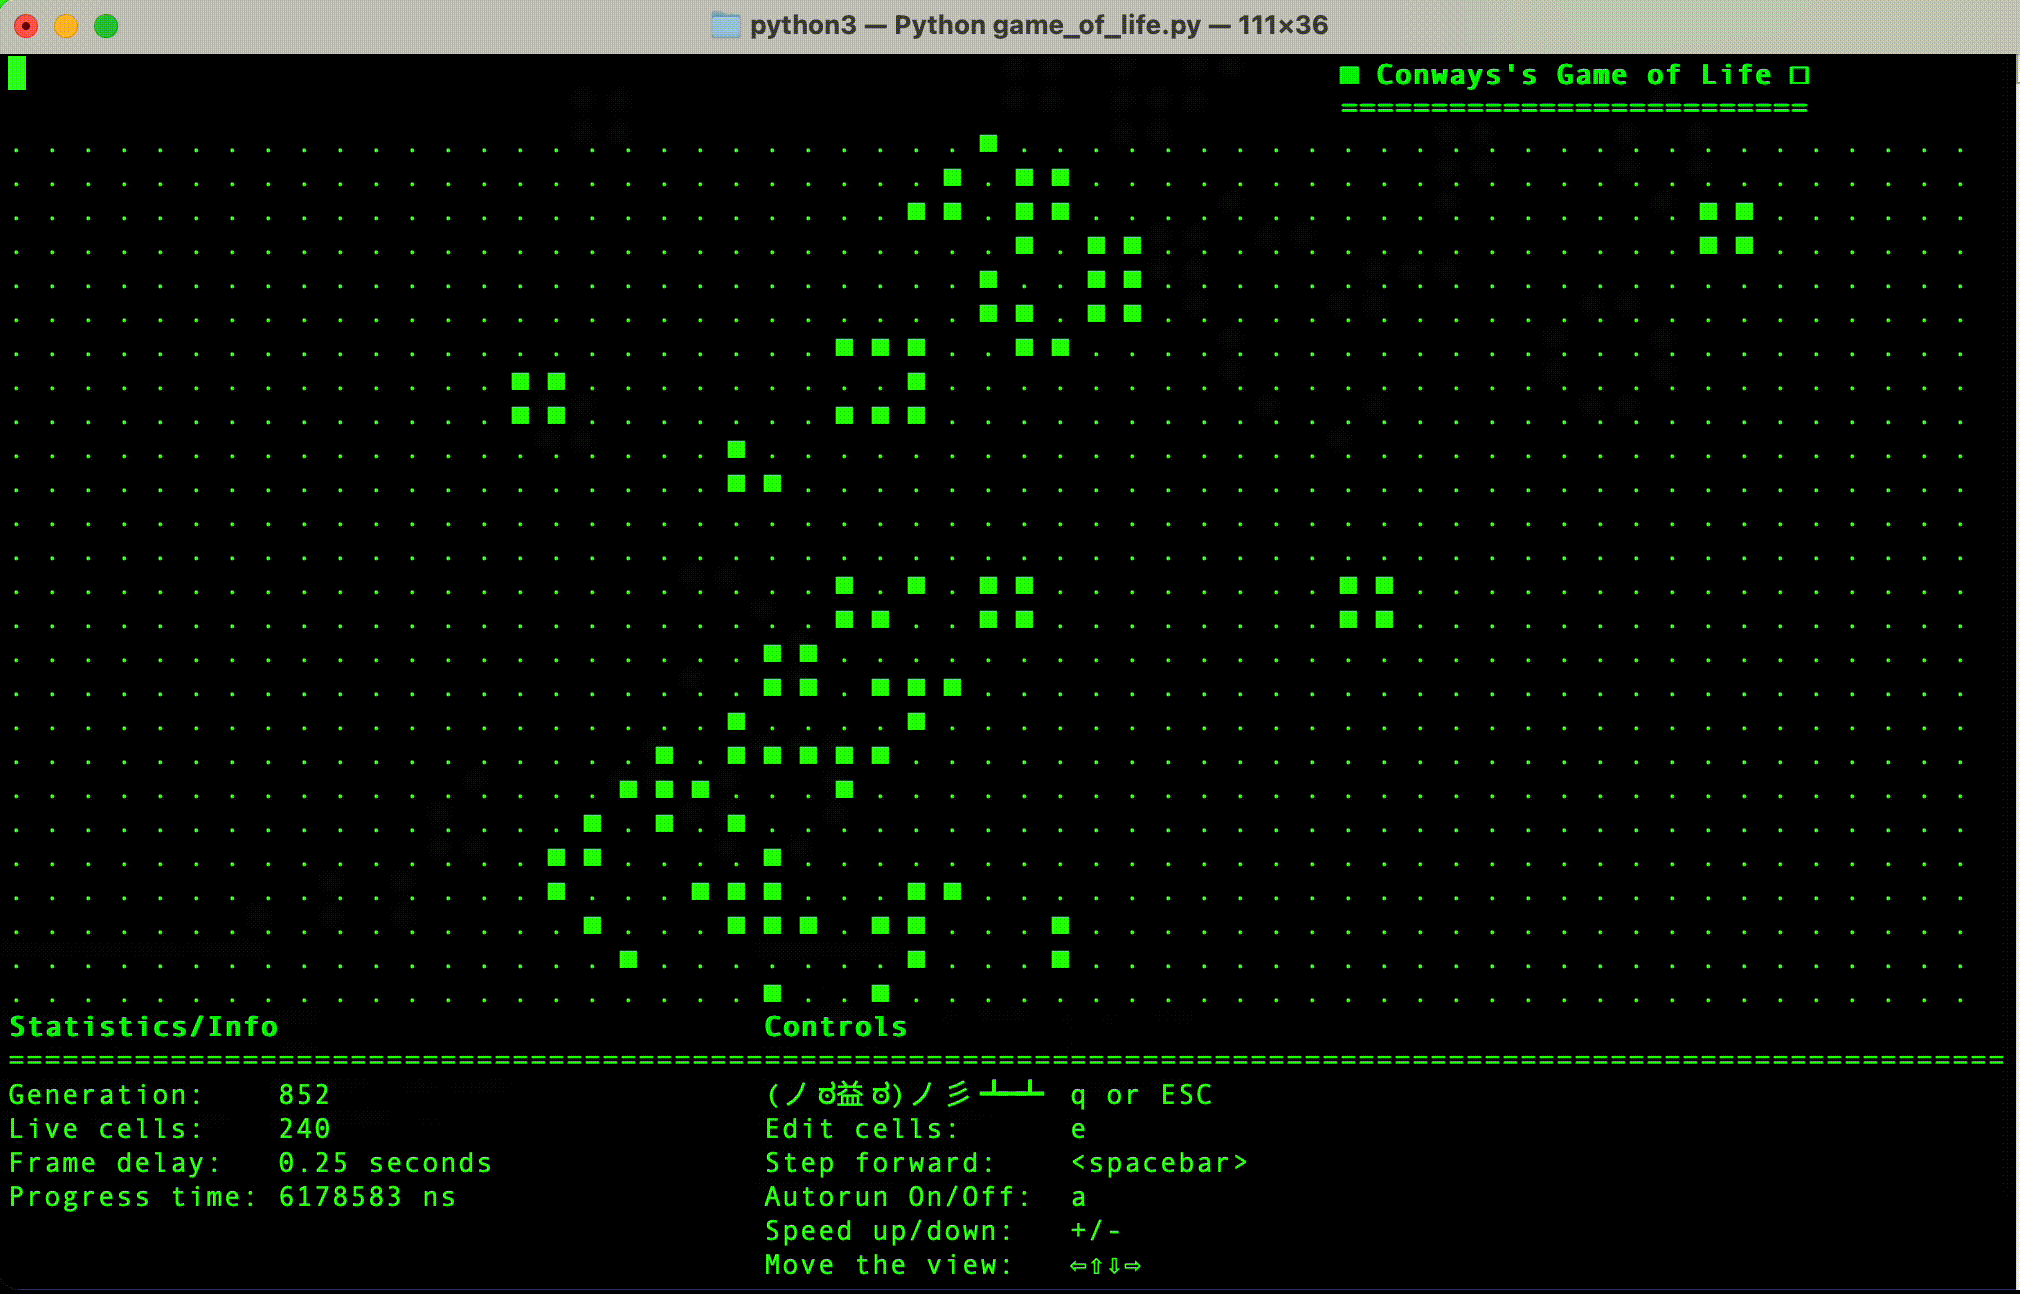 python3 — Python game_of_life.py — 111×36
■ Conways's Game of Life □
==========================
Statistics/Info Controls
===============================================================================================================
Generation: 852 (ノಠ益ಠ)ノ彡┻━┻ q or ESC
Live cells: 240 Edit cells: e
Frame delay: 0.25 seconds Step forward: <spacebar>
Progress time: 6178583 ns Autorun On/Off: a
Speed up/down: +/-
Move the view: ⇦⇧⇩⇨